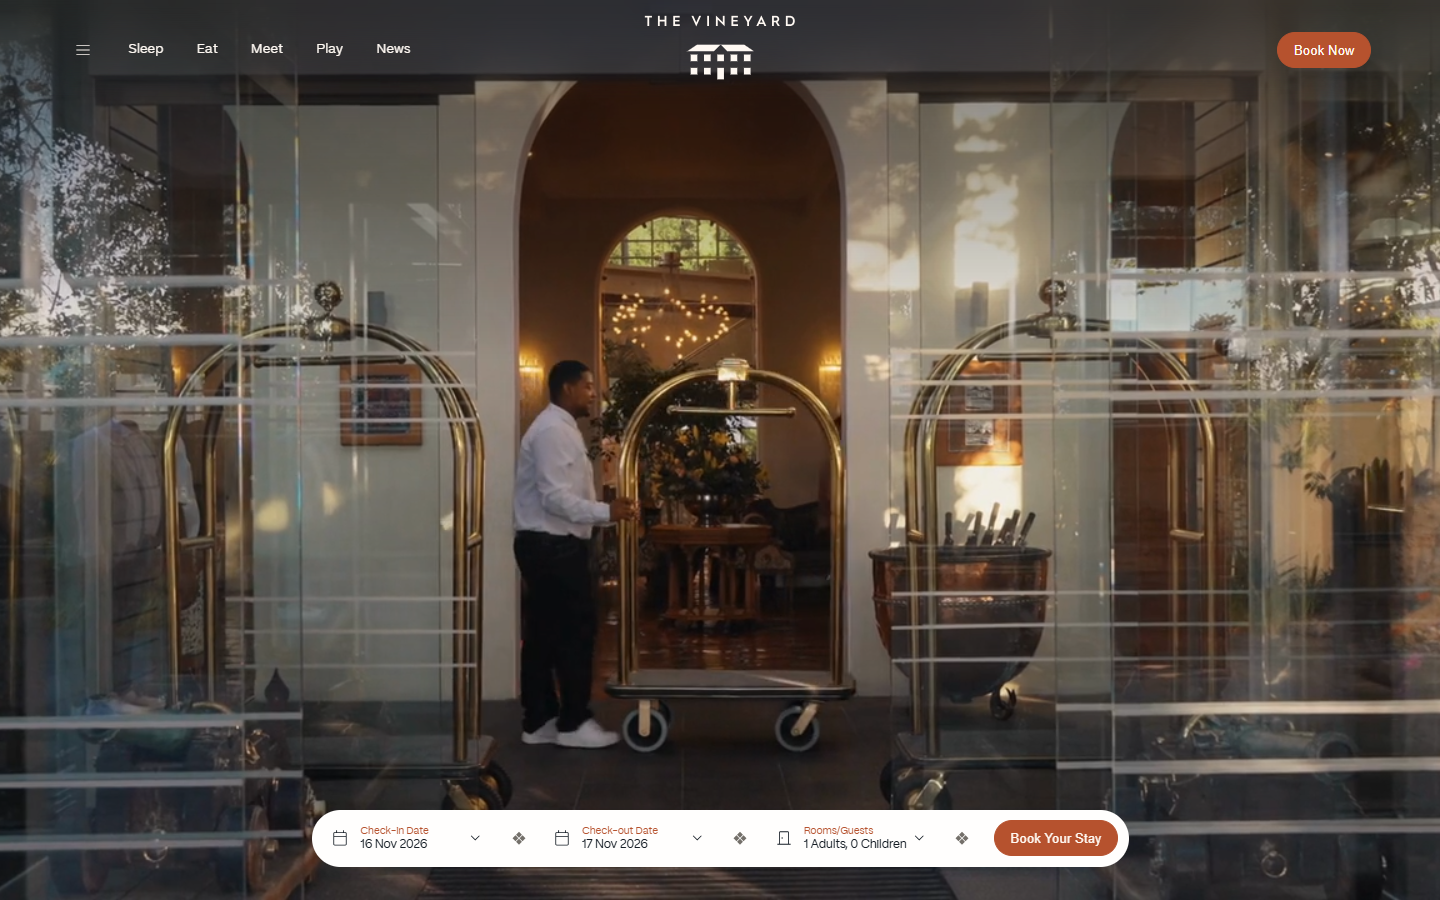 THE VINEYARD
Sleep
Eat
Meet
Play
News
Book Now
Check-In Date
16 Nov 2026
Check-out Date
17 Nov 2026
Rooms/Guests
1 Adults, 0 Children
Book Your Stay